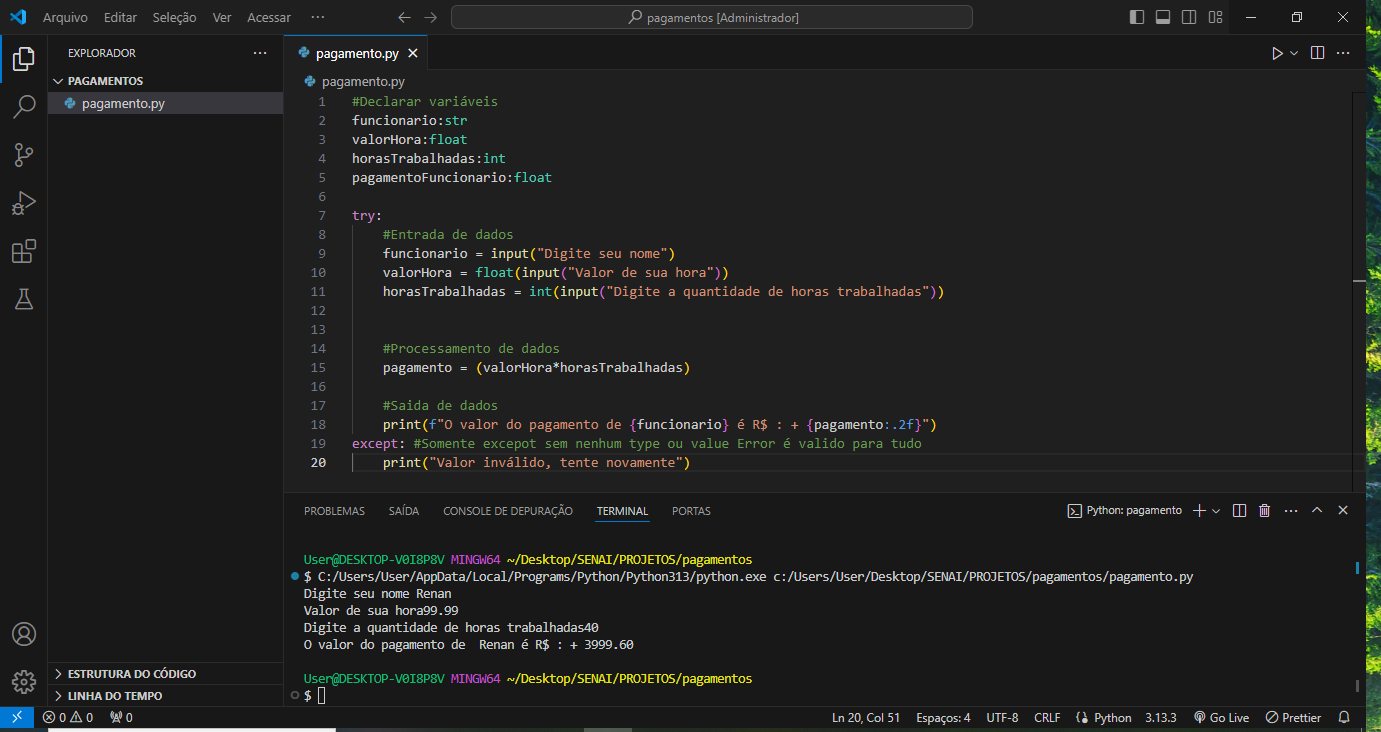 Arquivo Editar Seleção Ver Acessar ··· pagamentos [Administrador]
EXPLORADOR ···
PAGAMENTOS
pagamento.py
pagamento.py
pagamento.py
1 #Declarar variáveis
2 funcionario:str
3 valorHora:float
4 horasTrabalhadas:int
5 pagamentoFuncionario:float
6
7 try:
8 #Entrada de dados
9 funcionario = input("Digite seu nome")
10 valorHora = float(input("Valor de sua hora"))
11 horasTrabalhadas = int(input("Digite a quantidade de horas trabalhadas"))
12
13
14 #Processamento de dados
15 pagamento = (valorHora*horasTrabalhadas)
16
17 #Saida de dados
18 print(f"O valor do pagamento de {funcionario} é R$ : + {pagamento:.2f}")
19 except: #Somente excepot sem nenhum type ou value Error é valido para tudo
20 print("Valor inválido, tente novamente")
PROBLEMAS SAÍDA CONSOLE DE DEPURAÇÃO TERMINAL PORTAS Python: pagamento
User@DESKTOP-V0I8P8V MINGW64 ~/Desktop/SENAI/PROJETOS/pagamentos
$ C:/Users/User/AppData/Local/Programs/Python/Python313/python.exe c:/Users/User/Desktop/SENAI/PROJETOS/pagamentos/pagamento.py
Digite seu nome Renan
Valor de sua hora99.99
Digite a quantidade de horas trabalhadas40
O valor do pagamento de  Renan é R$ : + 3999.60
User@DESKTOP-V0I8P8V MINGW64 ~/Desktop/SENAI/PROJETOS/pagamentos
$
ESTRUTURA DO CÓDIGO
LINHA DO TEMPO
0 0 0 Ln 20, Col 51 Espaços: 4 UTF-8 CRLF Python 3.13.3 Go Live Prettier